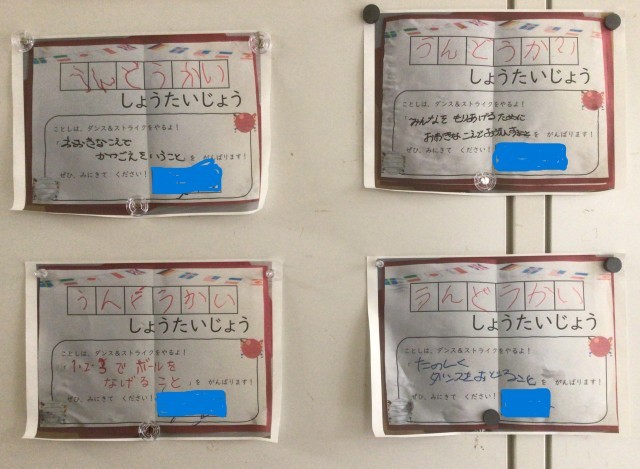 うんどうかい
しょうたいじょう
ことしは、ダンス&ストライクをやるよ！
「おおきなこえで
かつごえをいうこと」を がんばります！
ぜひ、みにきて ください！
うんどうかい
しょうたいじょう
ことしは、ダンス&ストライクをやるよ！
「みんなを もりあげるために
を がんばります！
ぜひ、みにきて ください！
うんどうかい
しょうたいじょう
ことしは、ダンス&ストライクをやるよ！
「1・2・3で ボールを
なげること」を がんばります！
ぜひ、みにきて ください！
うんどうかい
しょうたいじょう
ことしは、ダンス&ストライクをやるよ！
「たのしく
ダンスをおどること」を がんばります！
ぜひ、みにきて ください！